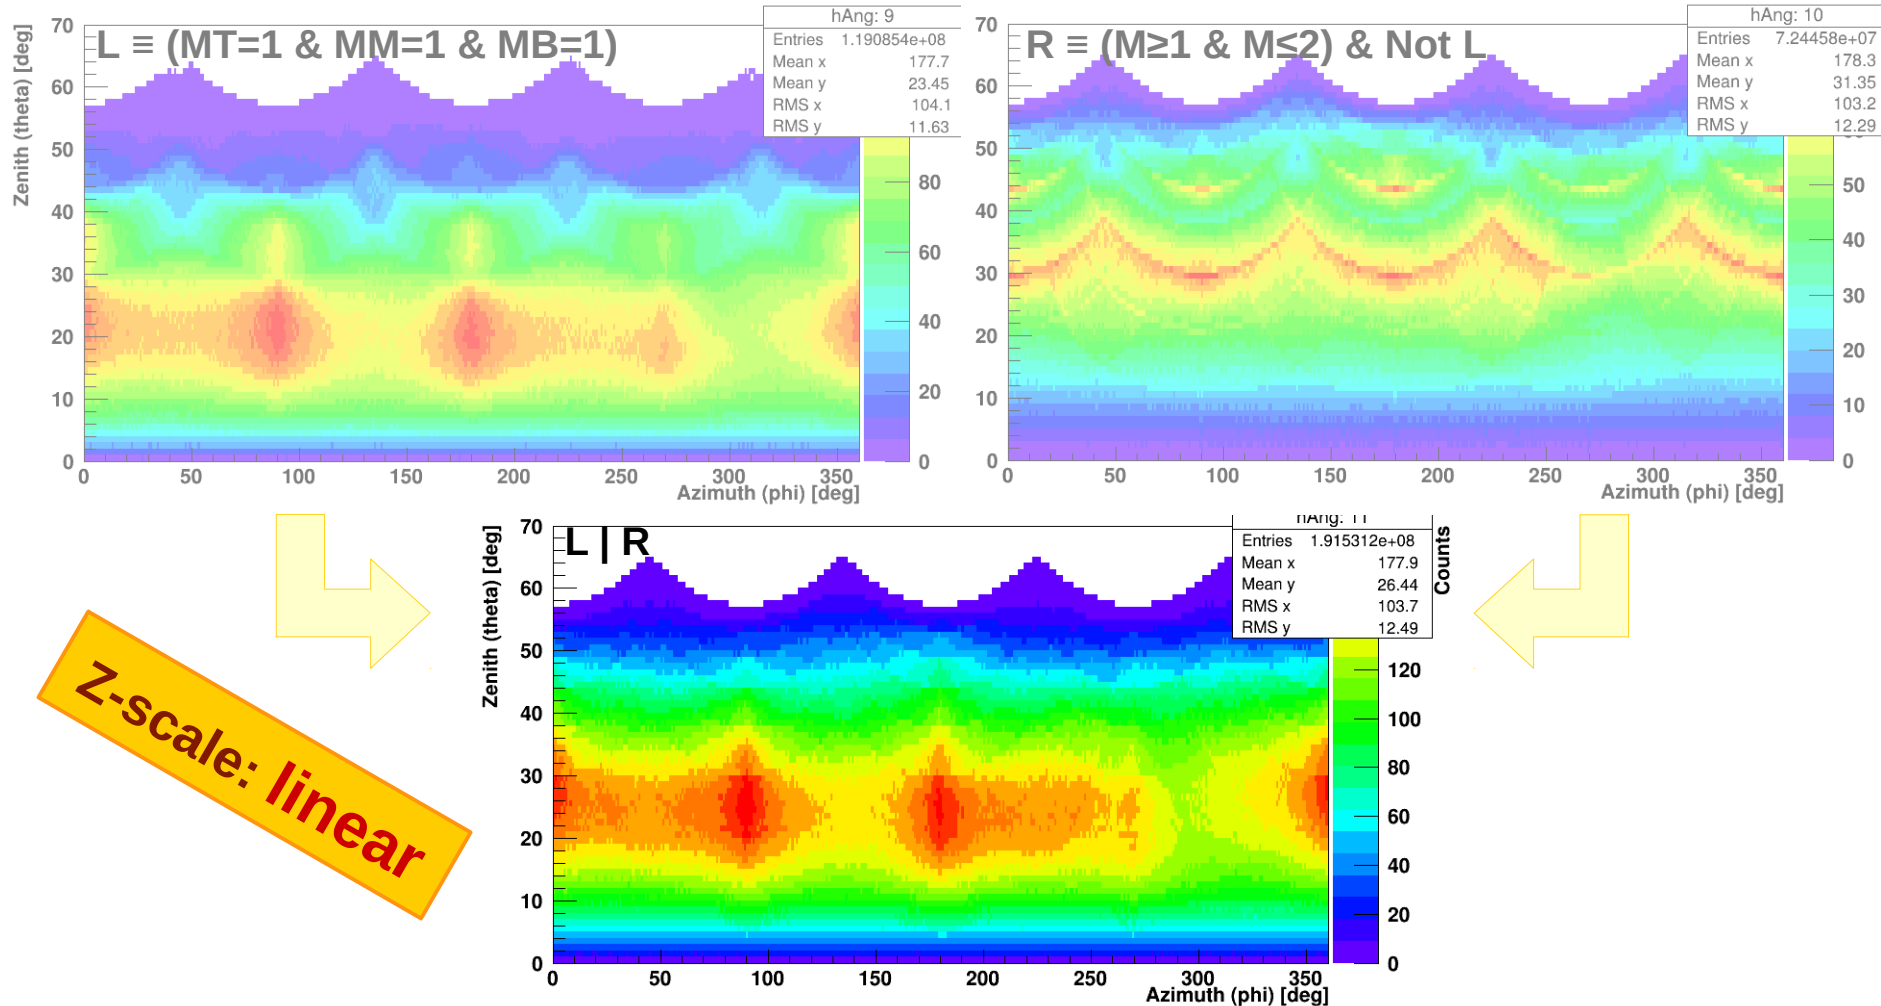 hAng: 9
L ≡ (MT=1 & MM=1 & MB=1)
Entries 1.190854e+08
Mean x 177.7
Mean y 23.45
RMS x 104.1
RMS y 11.63
Zenith (theta) [deg]
70
60
50
40
30
20
10
0
80
60
40
20
0
0 50 100 150 200 250 300 350
Azimuth (phi) [deg]
hAng: 10
R ≡ (M≥1 & M≤2) & Not L
Entries 7.24458e+07
Mean x 178.3
Mean y 31.35
RMS x 103.2
RMS y 12.29
70
60
50
40
30
20
10
0
50
40
30
20
10
0
0 50 100 150 200 250 300 350
Azimuth (phi) [deg]
hAng: 11
L | R
Entries 1.915312e+08
Mean x 177.9
Mean y 26.44
RMS x 103.7
RMS y 12.49
Counts
Zenith (theta) [deg]
70
60
50
40
30
20
10
0
120
100
80
60
40
20
0
0 50 100 150 200 250 300 350
Azimuth (phi) [deg]
Z-scale: linear